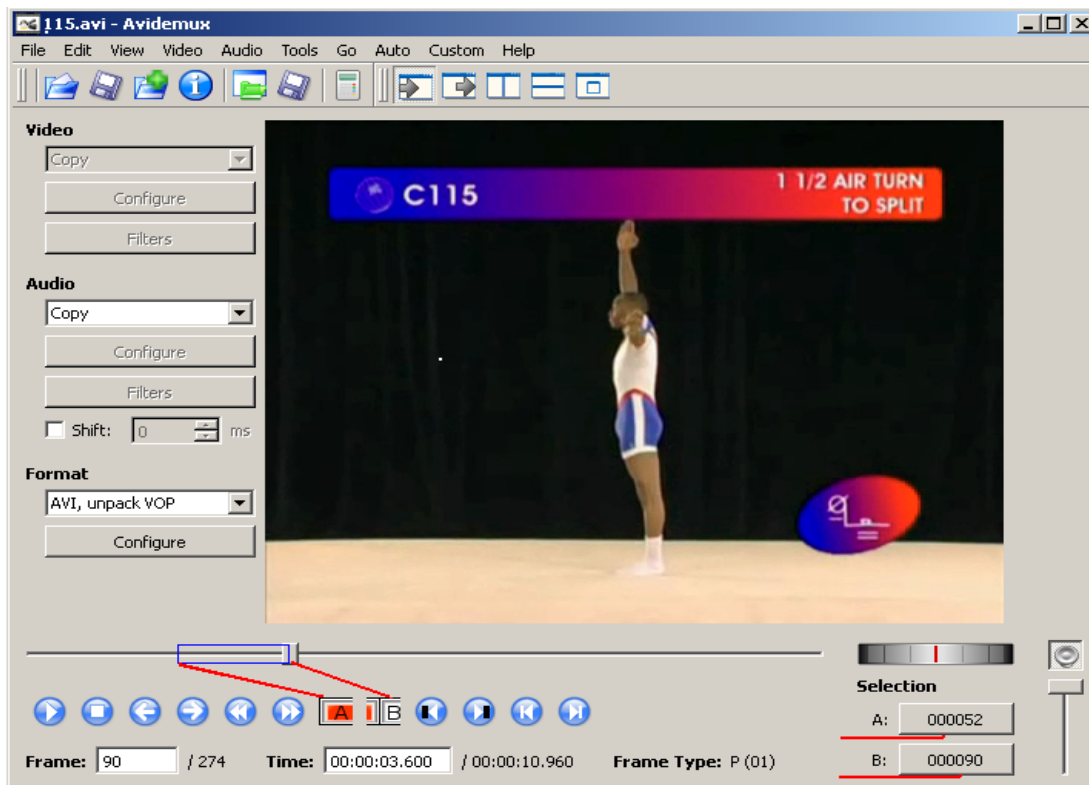 115.avi - Avidemux
File Edit View Video Audio Tools Go Auto Custom Help
Video
Copy
Configure
Filters
Audio
Copy
Configure
Filters
Shift: 0 ms
Format
AVI, unpack VOP
Configure
C115
1 1/2 AIR TURN
TO SPLIT
A B
Selection
A: 000052
B: 000090
Frame: 90 / 274 Time: 00:00:03.600 / 00:00:10.960 Frame Type: P (01)